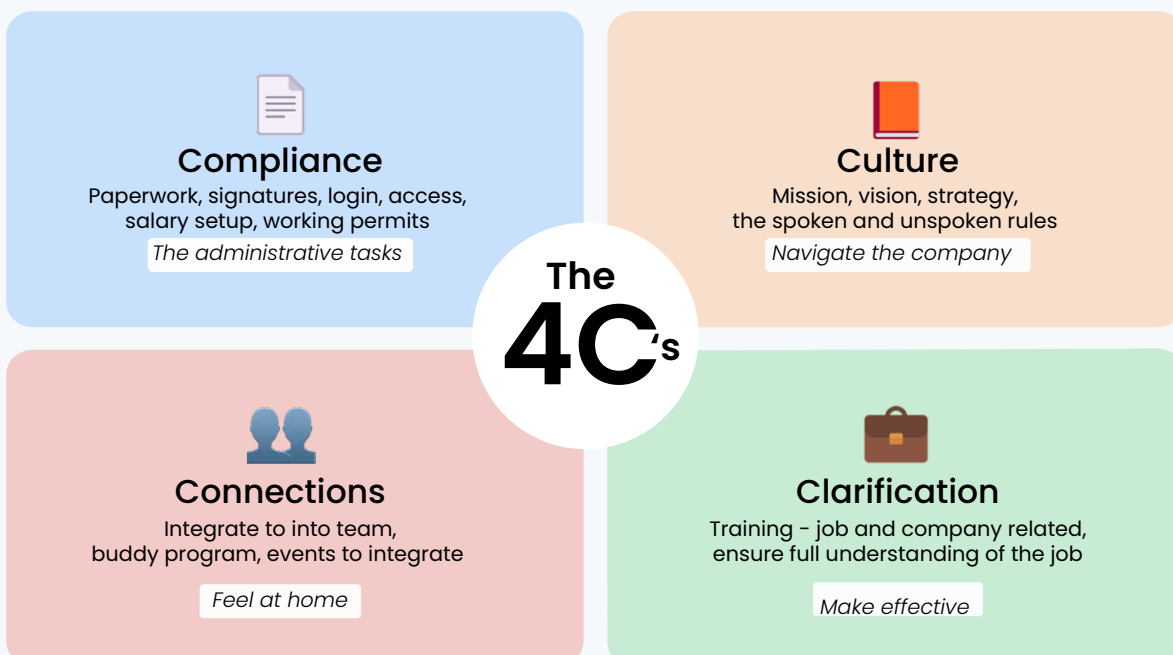 Compliance
Paperwork, signatures, login, access,
salary setup, working permits
The administrative tasks
Culture
Mission, vision, strategy,
the spoken and unspoken rules
Navigate the company
The
4C's
Connections
Integrate to into team,
buddy program, events to integrate
Feel at home
Clarification
Training - job and company related,
ensure full understanding of the job
Make effective